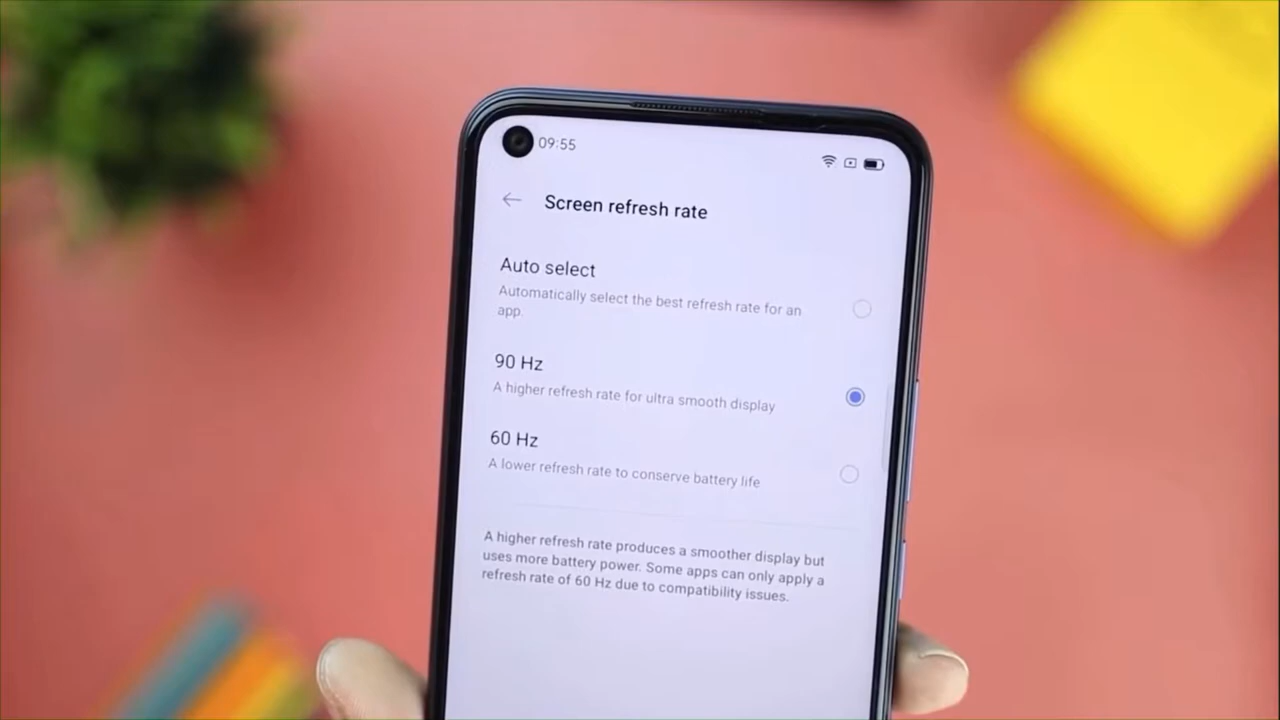 09:55
Screen refresh rate
Auto select
Automatically select the best refresh rate for an
app.
90 Hz
A higher refresh rate for ultra smooth display
60 Hz
A lower refresh rate to conserve battery life
A higher refresh rate produces a smoother display but
uses more battery power. Some apps can only apply a
refresh rate of 60 Hz due to compatibility issues.